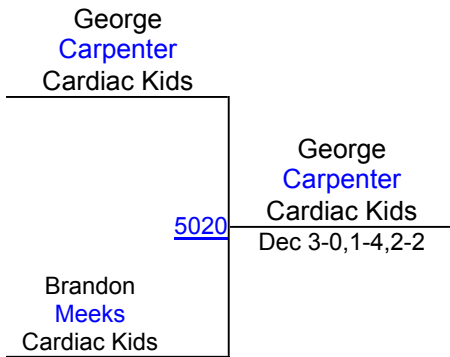 George
Carpenter
Cardiac Kids
5020
George
Carpenter
Cardiac Kids
Dec 3-0,1-4,2-2
Brandon
Meeks
Cardiac Kids